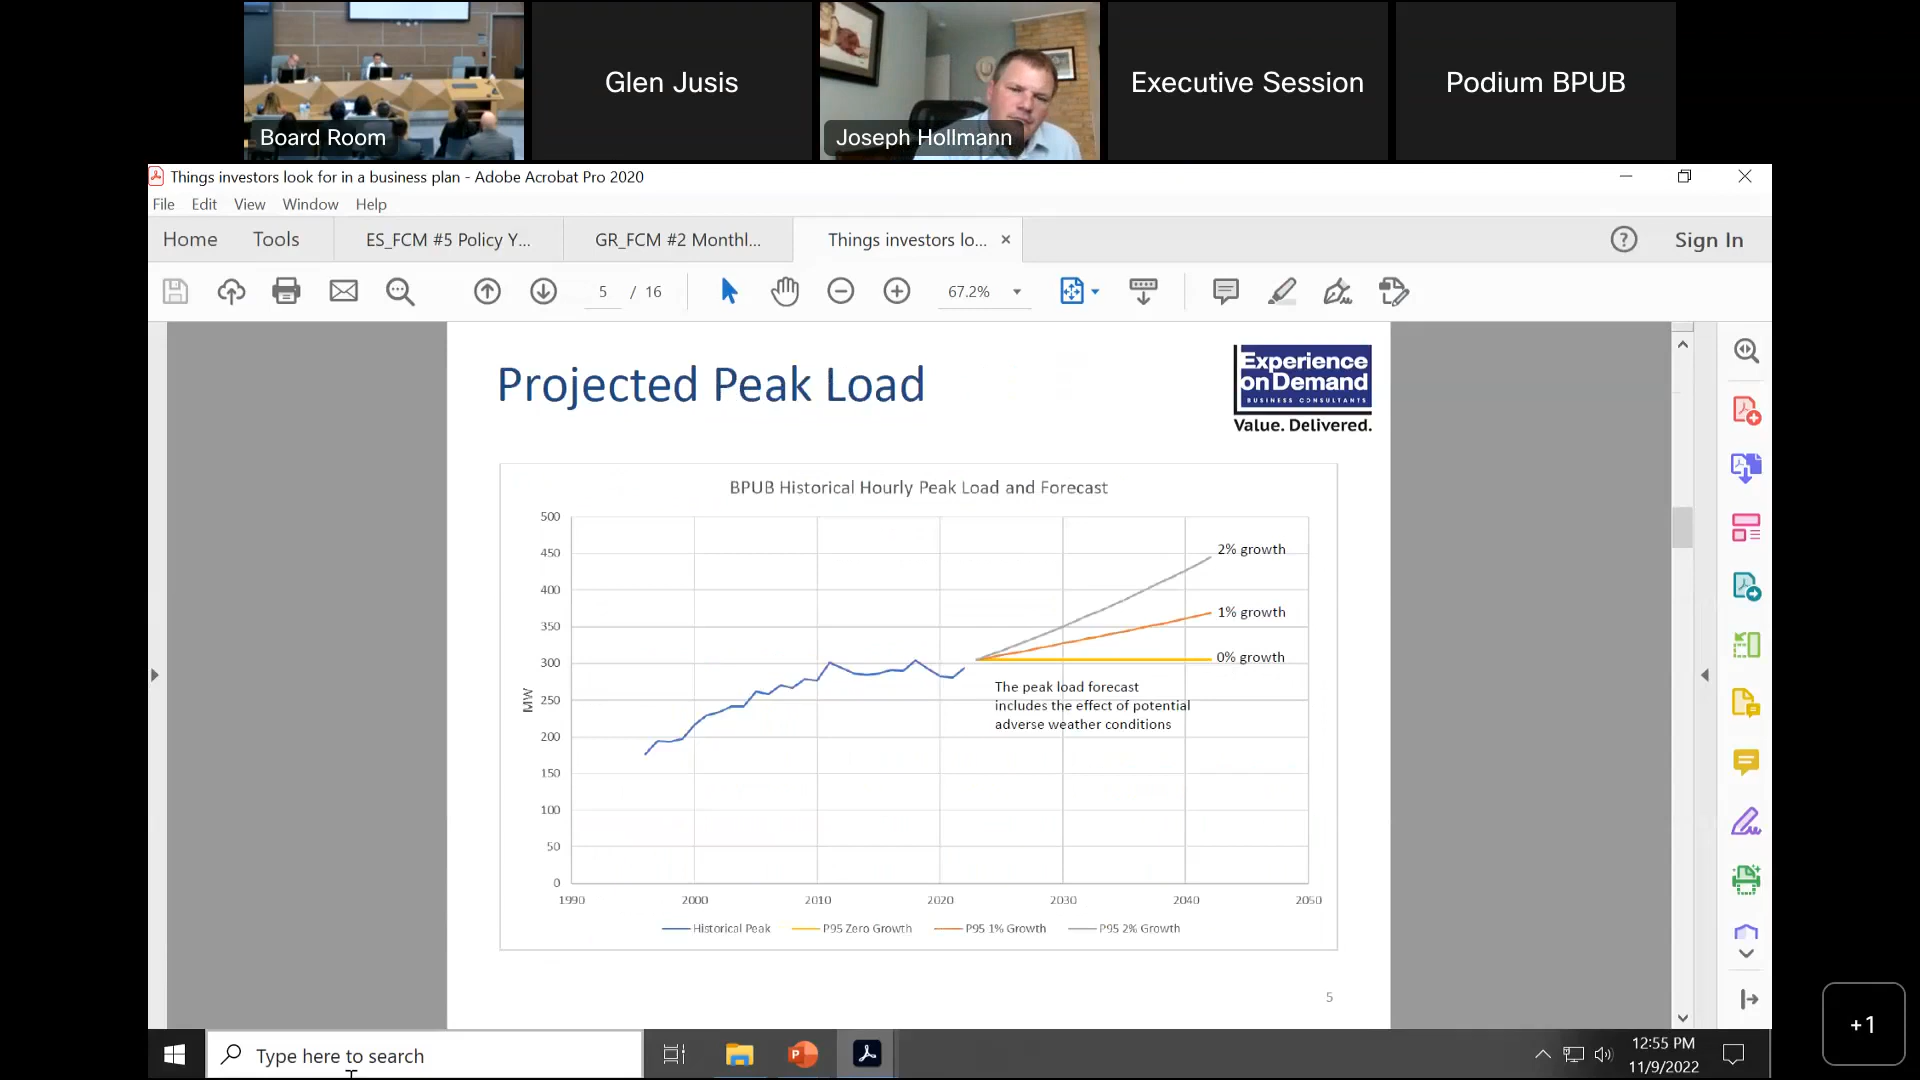 Board Room
Glen Jusis
Joseph Hollmann
Executive Session
Podium BPUB
Things investors look for in a business plan - Adobe Acrobat Pro 2020
File Edit View Window Help
Home Tools ES_FCM #5 Policy Y... GR_FCM #2 Monthl... Things investors lo... ×
Sign In
5 / 16 67.2%
Projected Peak Load
Experience
on Demand
BUSINESS CONSULTANTS
Value. Delivered.
BPUB Historical Hourly Peak Load and Forecast
500
450
400
350
300
250
200
150
100
50
0
MW
2% growth
1% growth
0% growth
The peak load forecast
includes the effect of potential
adverse weather conditions
1990 2000 2010 2020 2030 2040 2050
Historical Peak P95 Zero Growth P95 1% Growth P95 2% Growth
5
Type here to search
12:55 PM
11/9/2022
+1